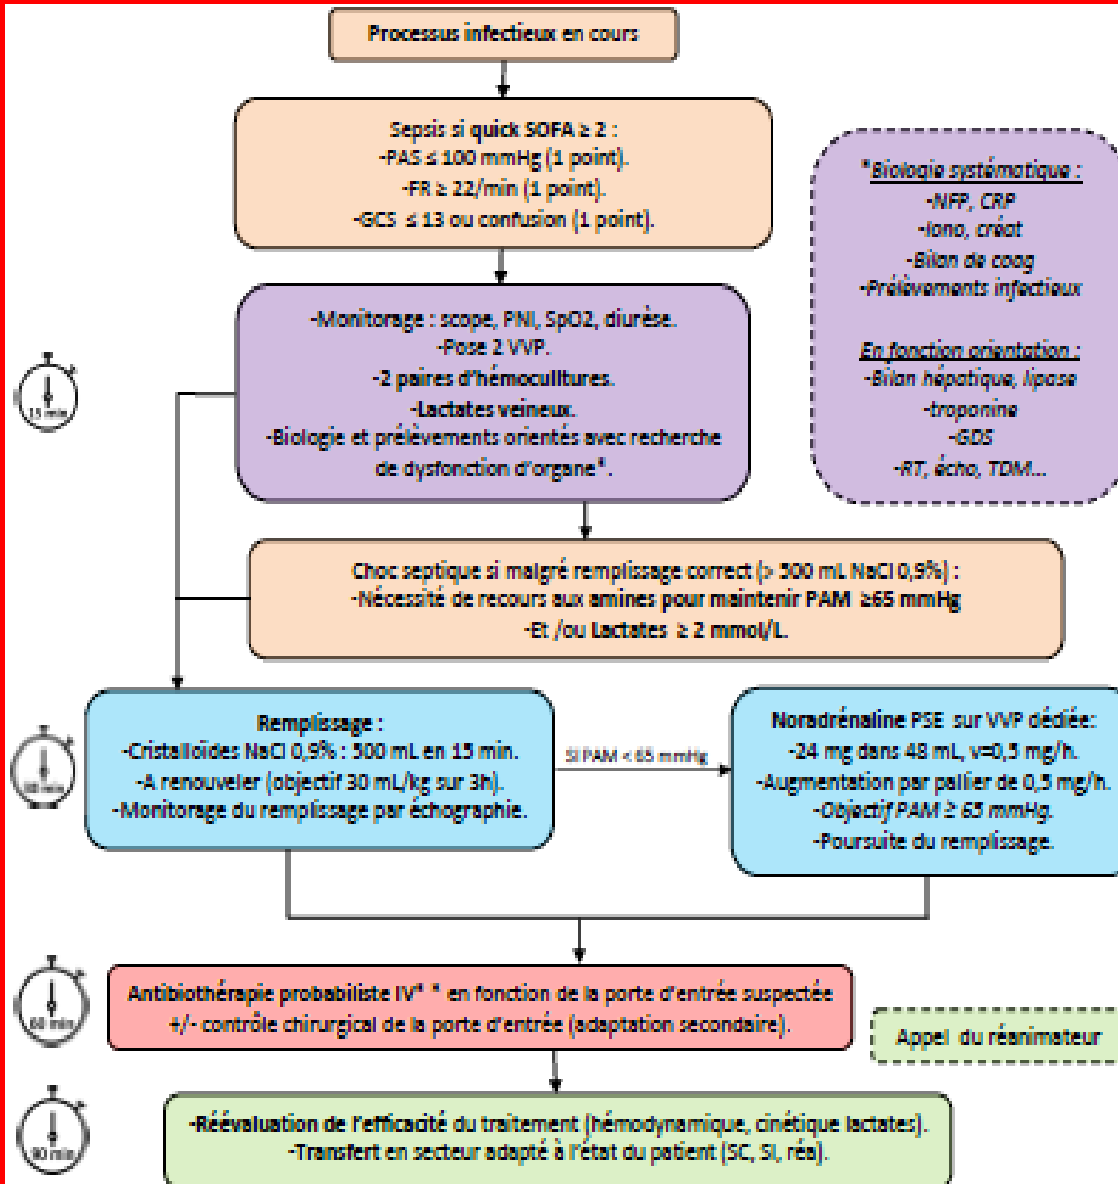 Processus infectieux en cours
Sepsis si quick SOFA ≥ 2 :
-PAS ≤ 100 mmHg (1 point).
-FR ≥ 22/min (1 point).
-GCS ≤ 13 ou confusion (1 point).
*Biologie systématique :
-NFP, CRP
-Iono, créat
-Bilan de coag
-Prélèvements infectieux
En fonction orientation :
-Bilan hépatique, lipase
-troponine
-GDS
-RT, écho, TDM...
15 min
-Monitorage : scope, PNI, SpO2, diurèse.
-Pose 2 VVP.
-2 paires d'hémocultures.
-Lactates veineux.
-Biologie et prélèvements orientés avec recherche
de dysfonction d'organe*.
Choc septique si malgré remplissage correct (> 500 mL NaCl 0,9%) :
-Nécessité de recours aux amines pour maintenir PAM ≥65 mmHg
-Et /ou Lactates ≥ 2 mmol/L.
min
Remplissage :
-Cristalloïdes NaCl 0,9% : 500 mL en 15 min.
-A renouveler (objectif 30 mL/kg sur 3h).
-Monitorage du remplissage par échographie.
Si PAM < 65 mmHg
Noradrénaline PSE sur VVP dédiée:
-24 mg dans 48 mL, v=0,5 mg/h.
-Augmentation par pallier de 0,5 mg/h.
-Objectif PAM ≥ 65 mmHg.
-Poursuite du remplissage.
60 min
Antibiothérapie probabiliste IV* * en fonction de la porte d'entrée suspectée
+/- contrôle chirurgical de la porte d'entrée (adaptation secondaire).
Appel du réanimateur
90 min
-Réévaluation de l'efficacité du traitement (hémodynamique, cinétique lactates).
-Transfert en secteur adapté à l'état du patient (SC, SI, réa).